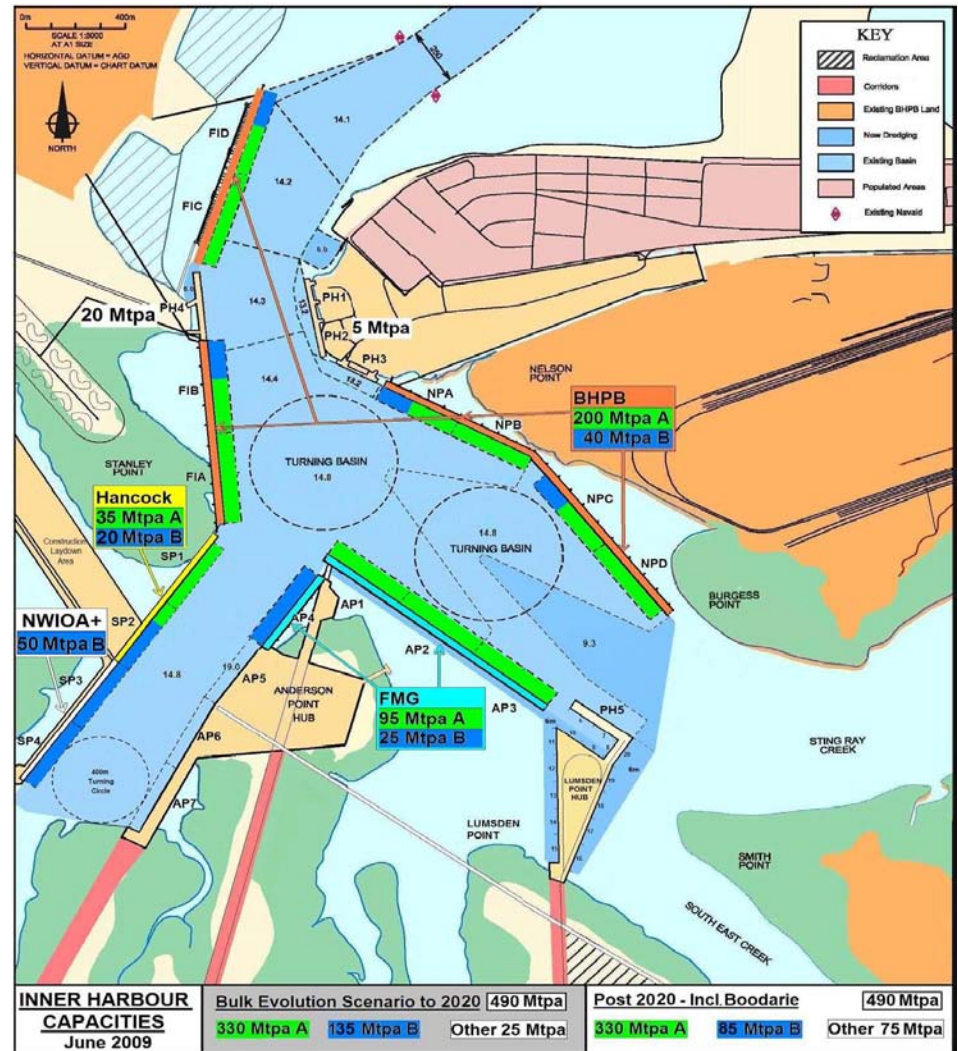 0m 400m
SCALE 1:8000
AT A1 SIZE
HORIZONTAL DATUM = AGD
VERTICAL DATUM = CHART DATUM
NORTH
KEY
Reclamation Area
Corridors
Existing BHPB Land
New Dredging
Existing Basin
Populated Areas
Existing Navaid
14.1
FID
14.2
FIC
14.3
PH4
20 Mtpa
13.2
PH1
PH2
5 Mtpa
PH3
13.2
14.4
FIB
NPA
NPB
NELSON
POINT
BHPB
200 Mtpa A
40 Mtpa B
TURNING BASIN
14.8
STANLEY
POINT
FIA
NPC
Hancock
35 Mtpa A
20 Mtpa B
Construction
Laydown
Area
SP1
14.8
TURNING BASIN
NPD
BURGESS
POINT
SP2
NWIOA+
50 Mtpa B
AP1
AP4
9.3
SP3
14.8
19.0
AP5
AP2
ANDERSON
POINT
HUB
FMG
95 Mtpa A
25 Mtpa B
AP3
PH5
SP4
AP6
STING RAY
CREEK
400m
Turning
Circle
AP7
LUMSDEN
POINT
HUB
LUMSDEN
POINT
SMITH
POINT
SOUTH EAST CREEK
INNER HARBOUR
CAPACITIES
June 2009
Bulk Evolution Scenario to 2020 490 Mtpa
330 Mtpa A 135 Mtpa B Other 25 Mtpa
Post 2020 - Incl.Boodarie 490 Mtpa
330 Mtpa A 85 Mtpa B Other 75 Mtpa